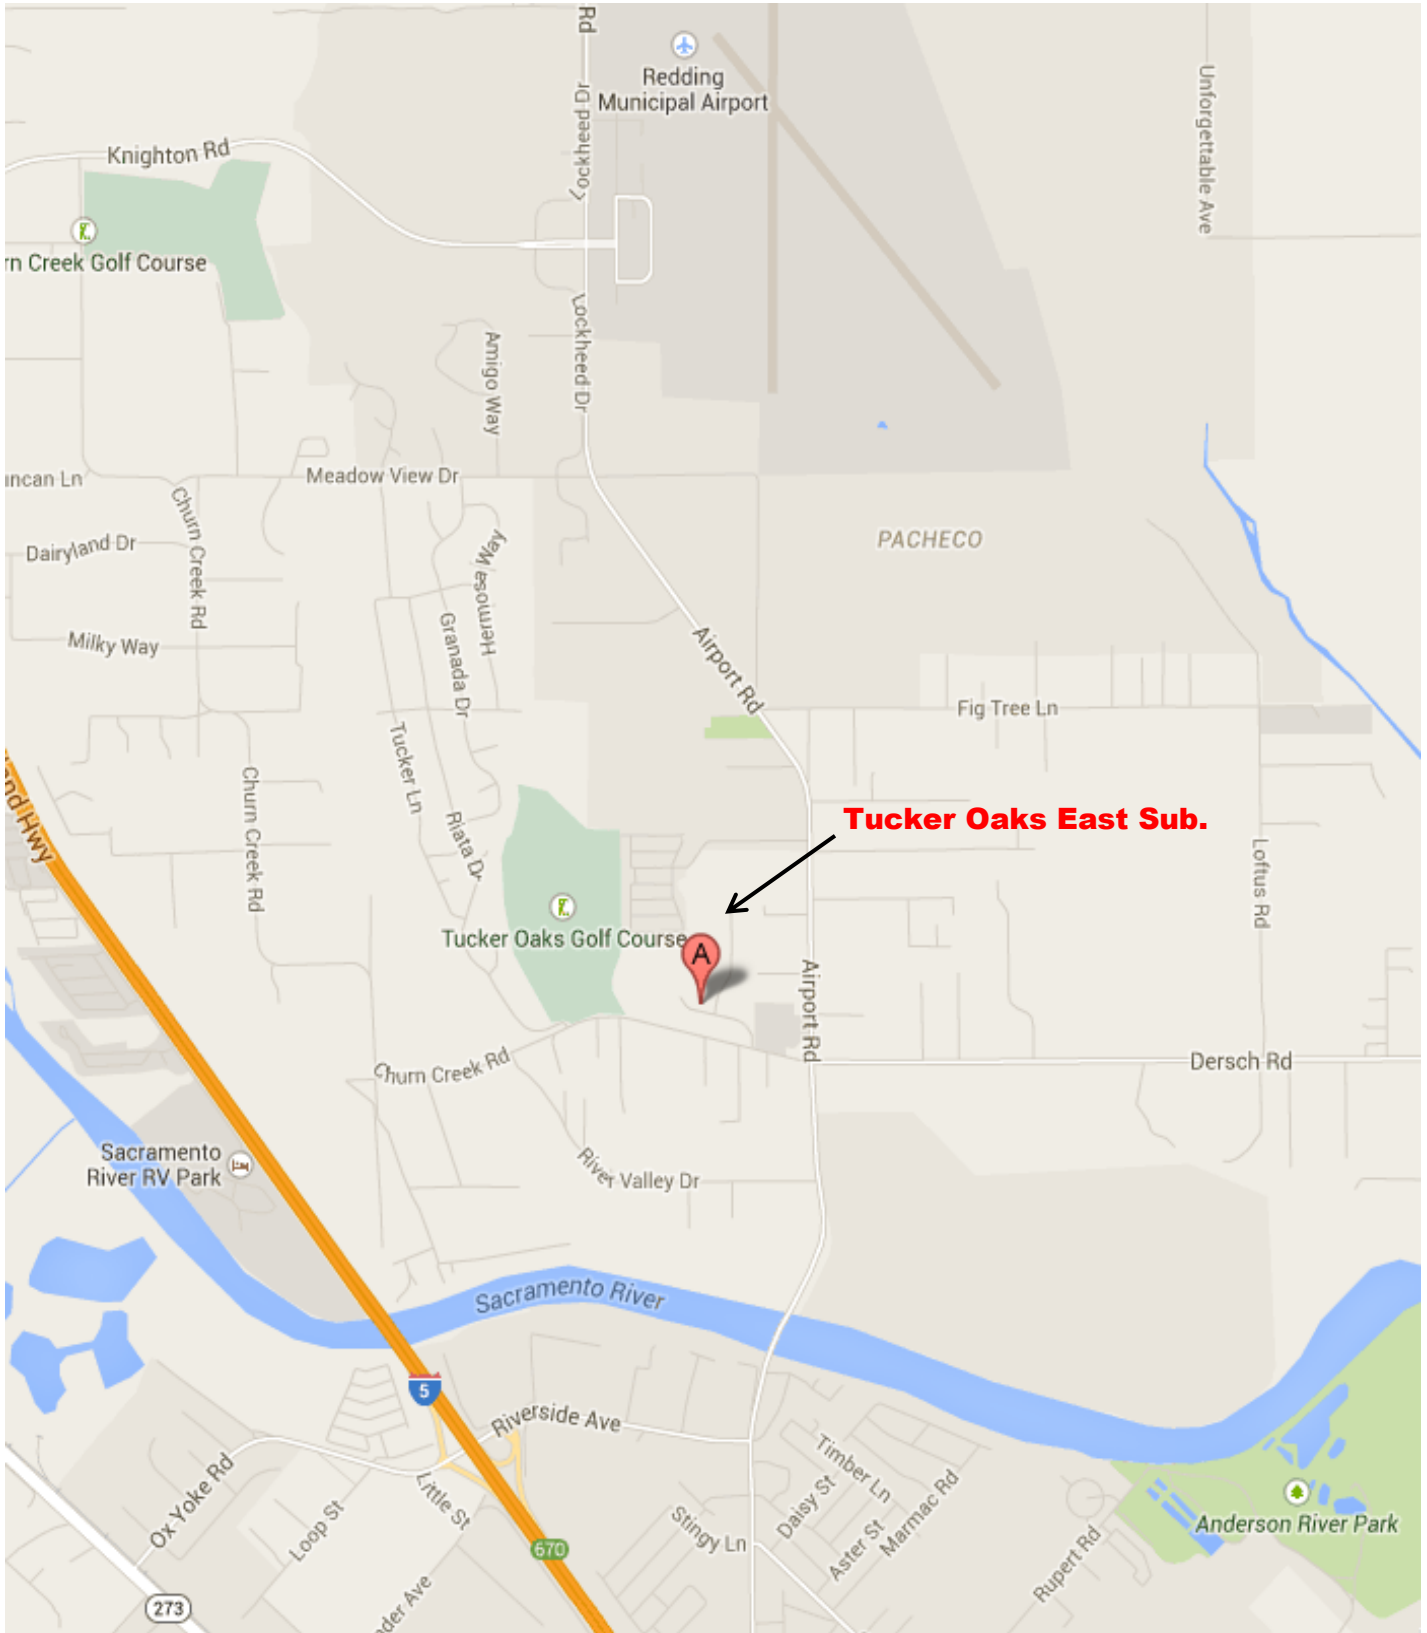 Rd
Redding
Municipal Airport
Lockheed Dr
Unforgettable Ave
Knighton Rd
rn Creek Golf Course
Lockheed Dr
Amigo Way
Meadow View Dr
ncan Ln
Churn Creek Rd
Dairyland Dr
PACHECO
Hermosa Way
Granada Dr
Milky Way
Airport Rd
Fig Tree Ln
Tucker Ln
Churn Creek Rd
and Hwy
Riata Dr
Tucker Oaks East Sub.
Loftus Rd
Tucker Oaks Golf Course
A
Airport Rd
Churn Creek Rd
Dersch Rd
Sacramento
River RV Park
River Valley Dr
Sacramento River
5
Riverside Ave
Ox Yoke Rd
Little St
Loop St
Timber Ln
Daisy St
Marmac Rd
Aster St
Stingy Ln
Rupert Rd
Anderson River Park
670
273
der Ave